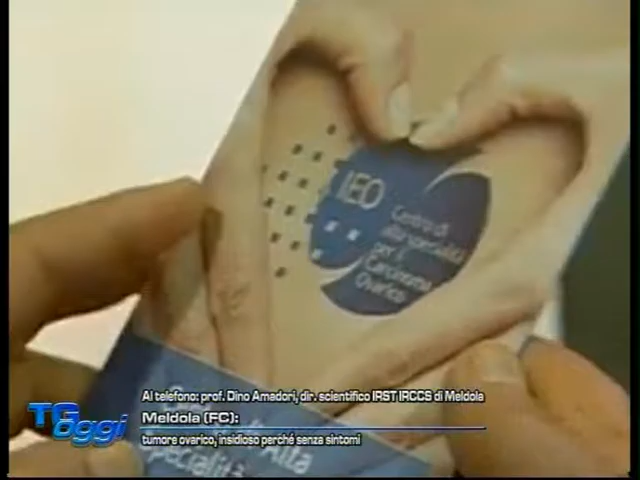 IEO
Centro di
alta specialità
per il
Carcinoma
Ovarico
Al telefono: prof. Dino Amadori, dir. scientifico IRST IRCCS di Meldola
TG
oggi
Meldola (FC):
tumore ovarico, insidioso perché senza sintomi
Alta
Specialità